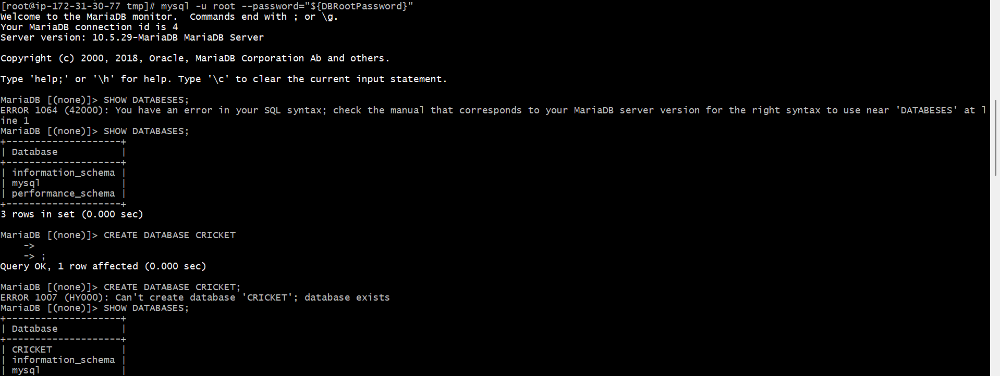 [root@ip-172-31-30-77 tmp]# mysql -u root --password="${DBRootPassword}"
Welcome to the MariaDB monitor.  Commands end with ; or \g.
Your MariaDB connection id is 4
Server version: 10.5.29-MariaDB MariaDB Server
Copyright (c) 2000, 2018, Oracle, MariaDB Corporation Ab and others.
Type 'help;' or '\h' for help. Type '\c' to clear the current input statement.
MariaDB [(none)]> SHOW DATABESES;
ERROR 1064 (42000): You have an error in your SQL syntax; check the manual that corresponds to your MariaDB server version for the right syntax to use near 'DATABESES' at l
ine 1
MariaDB [(none)]> SHOW DATABASES;
+--------------------+
| Database           |
+--------------------+
| information_schema |
| mysql              |
| performance_schema |
+--------------------+
3 rows in set (0.000 sec)
MariaDB [(none)]> CREATE DATABASE CRICKET
    ->
    -> ;
Query OK, 1 row affected (0.000 sec)
MariaDB [(none)]> CREATE DATABASE CRICKET;
ERROR 1007 (HY000): Can't create database 'CRICKET'; database exists
MariaDB [(none)]> SHOW DATABASES;
+--------------------+
| Database           |
+--------------------+
| CRICKET            |
| information_schema |
| mysql              |